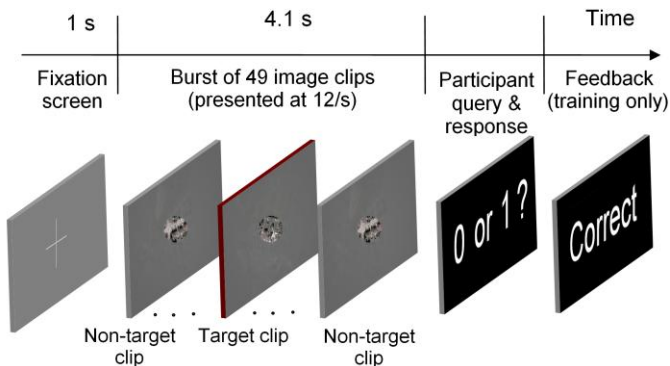 1 s
4.1 s
Time
Fixation
screen
Burst of 49 image clips
(presented at 12/s)
Participant
query &
response
Feedback
(training only)
0 or 1 ?
Correct
Non-target
clip
. . . .
Target clip
. . . .
Non-target
clip